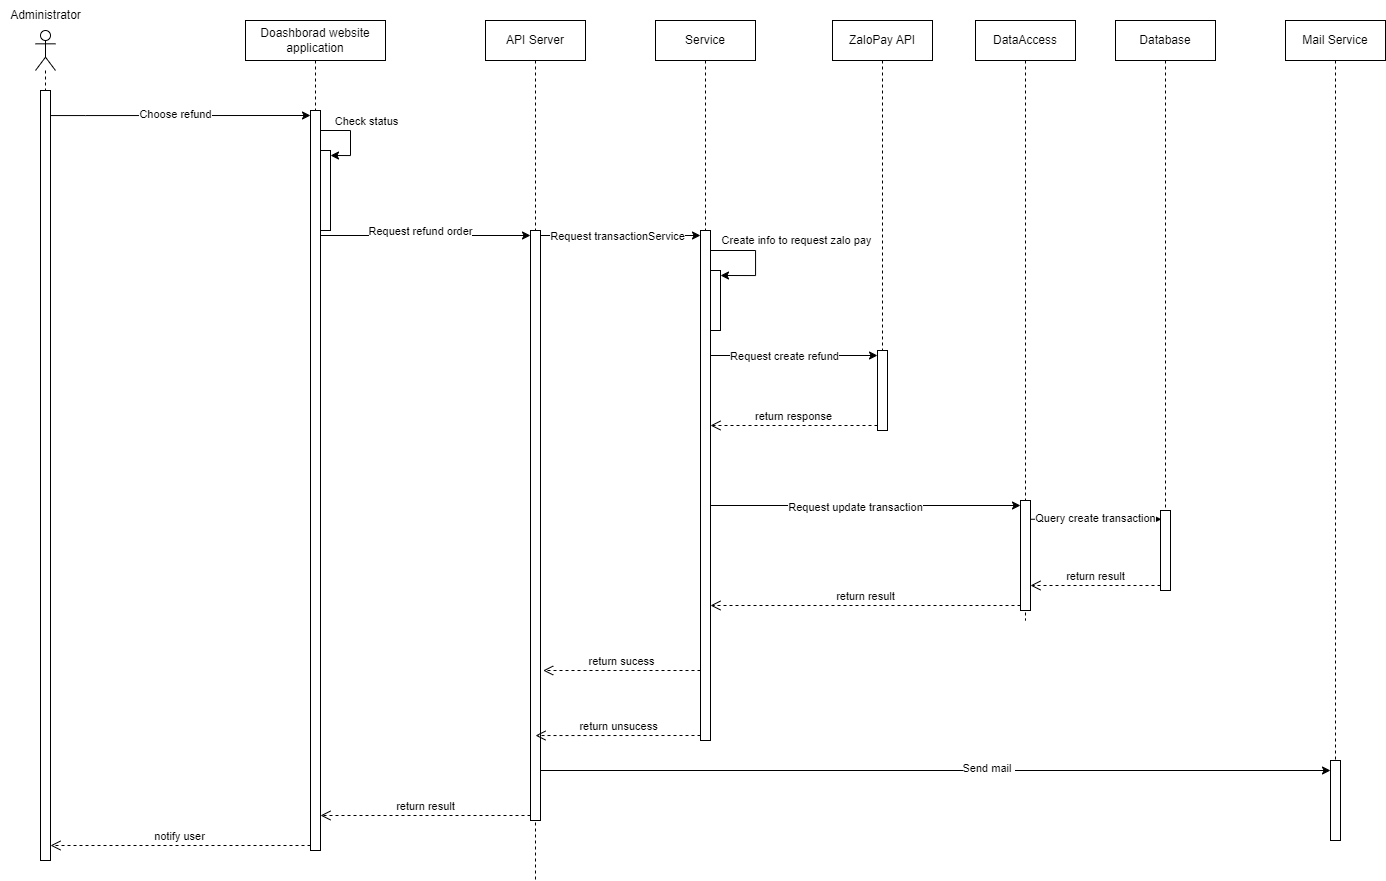 Administrator
Doashborad website
application
API Server
Service
ZaloPay API
DataAccess
Database
Mail Service
Choose refund
Check status
Request refund order
Request transactionService
Create info to request zalo pay
Request create refund
return response
Request update transaction
Query create transaction
return result
return result
return sucess
return unsucess
Send mail
return result
notify user